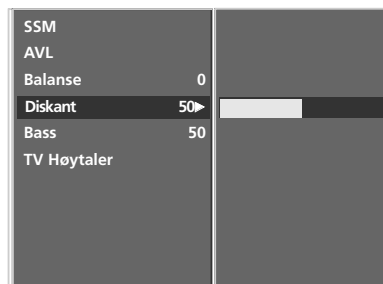 SSM
AVL
Balanse 0
Diskant 50▶
Bass 50
TV Høytaler